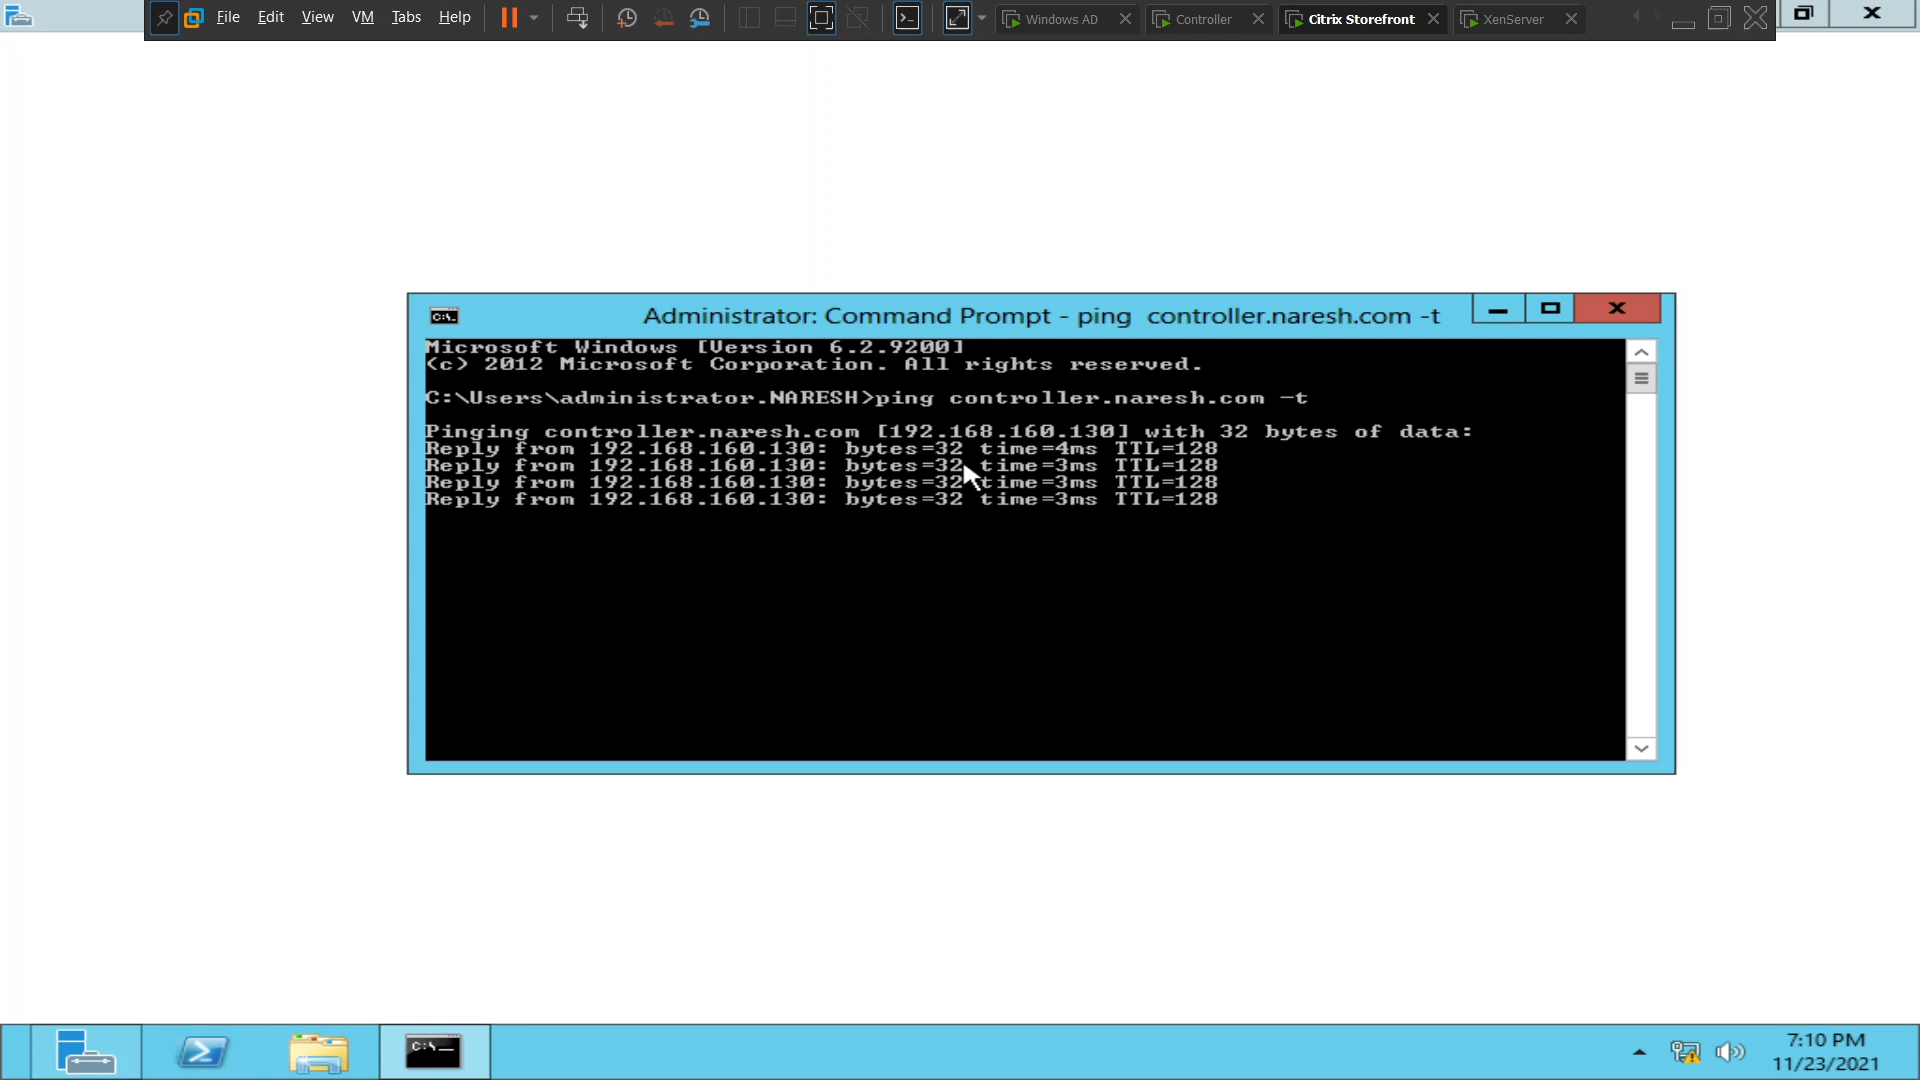 File Edit View VM Tabs Help Windows AD Controller Citrix Storefront XenServer
Administrator: Command Prompt - ping  controller.naresh.com -t
Microsoft Windows [Version 6.2.9200]
(c) 2012 Microsoft Corporation. All rights reserved.
C:\Users\administrator.NARESH>ping controller.naresh.com -t
Pinging controller.naresh.com [192.168.160.130] with 32 bytes of data:
Reply from 192.168.160.130: bytes=32 time=4ms TTL=128
Reply from 192.168.160.130: bytes=32 time=3ms TTL=128
Reply from 192.168.160.130: bytes=32 time=3ms TTL=128
Reply from 192.168.160.130: bytes=32 time=3ms TTL=128
7:10 PM
11/23/2021